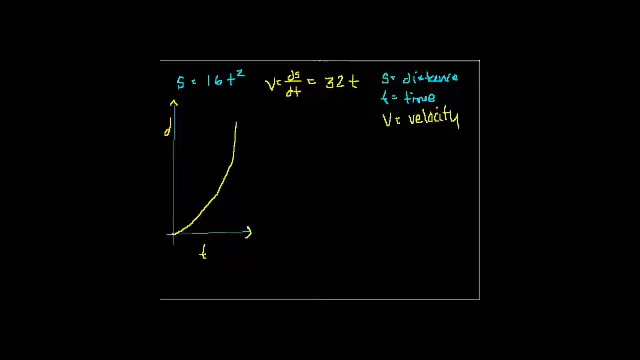 s = 16t² v = ds/dt = 32t s = distance
t = time
v = velocity
d
t